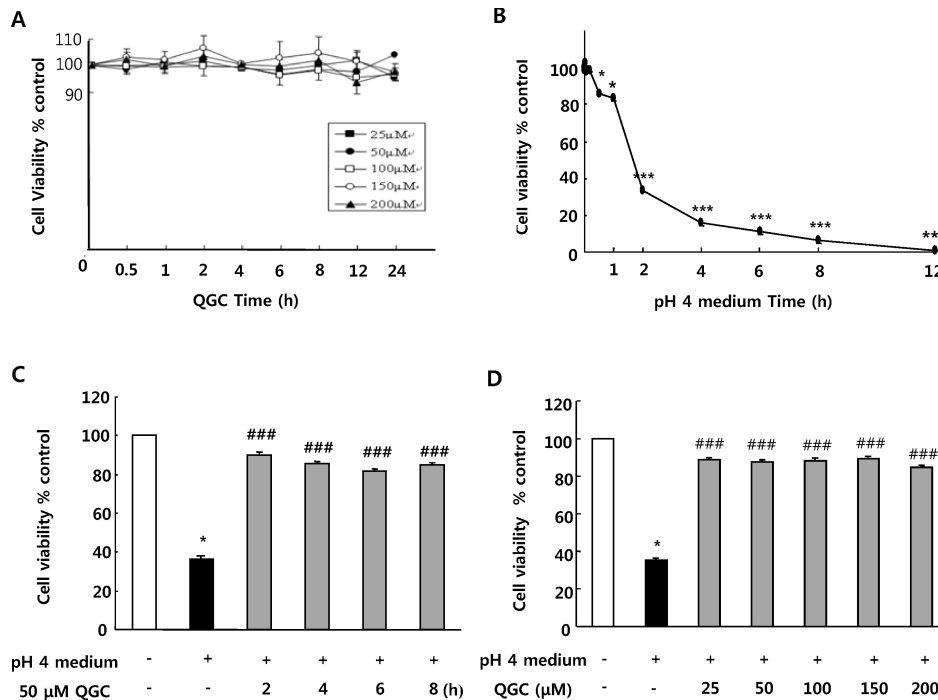 A
110
100
90
Cell Viability % control
25μM↵
50μM↵
100μM↵
150μM↵
200μM↵
0 0.5 1 2 4 6 8 12 24
QGC Time (h)
B
100
80
60
40
20
0
Cell viability % control
*
*
***
***
***
***
**
1 2 4 6 8 12
pH 4 medium Time (h)
C
120
100
80
60
40
20
0
Cell viability % control
*
###
###
###
###
pH 4 medium - + + + + +
50 μM QGC - - 2 4 6 8 (h)
D
120
100
80
60
40
20
0
Cell viability % control
*
###
###
###
###
###
pH 4 medium - + + + + + +
QGC (μM) - - 25 50 100 150 200